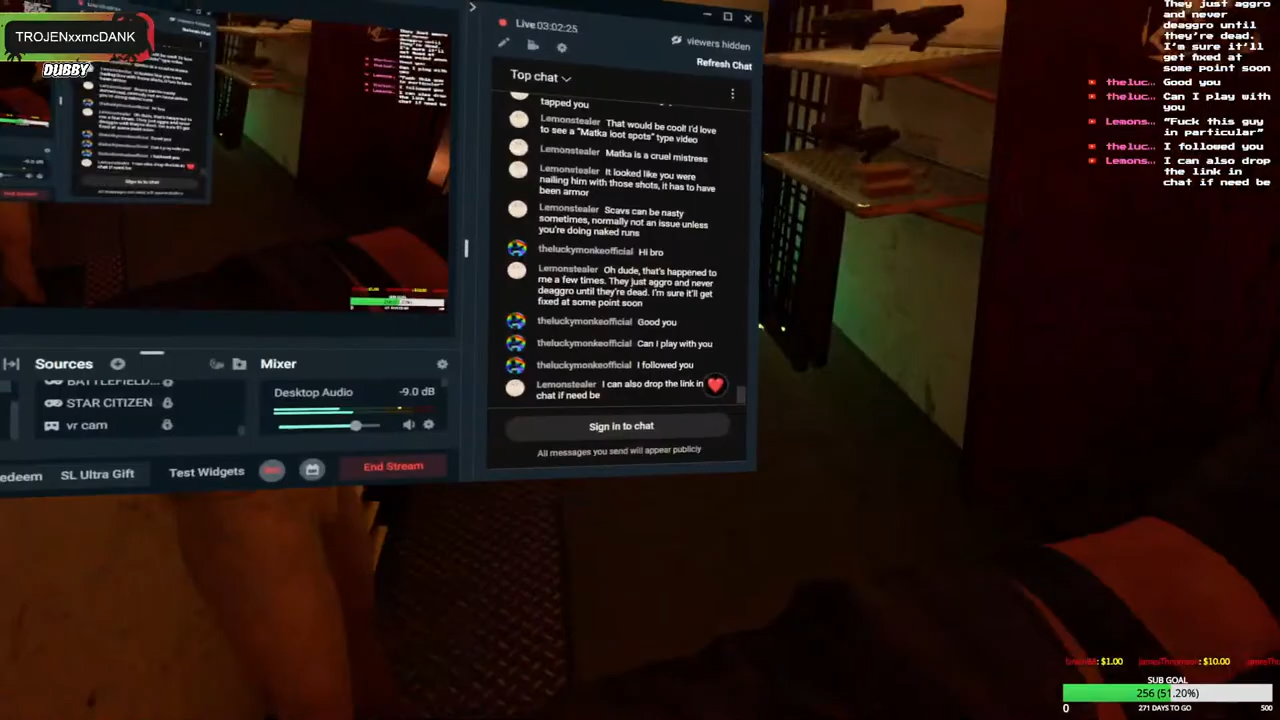 TROJENxxmcDANK
DUBBY
Live 03:02:25
viewers hidden
Refresh Chat
Top chat
tapped you
Lemonstealer That would be cool! I'd love
to see a "Matka loot spots" type video
Lemonstealer Matka is a cruel mistress
Lemonstealer It looked like you were
nailing him with those shots, it has to have
been armor
Lemonstealer Scavs can be nasty
sometimes, normally not an issue unless
you're doing naked runs
theluckymonkeofficial Hi bro
Lemonstealer Oh dude, that's happened to
me a few times. They just aggro and never
deaggro until they're dead. I'm sure it'll get
fixed at some point soon
theluckymonkeofficial Good you
theluckymonkeofficial Can I play with you
theluckymonkeofficial I followed you
Lemonstealer I can also drop the link in
chat if need be
Sign in to chat
All messages you send will appear publicly
Sources
Mixer
BATTLEFIELD...
STAR CITIZEN
vr cam
Desktop Audio -9.0 dB
edeem
SL Ultra Gift
Test Widgets
End Stream
They just aggro
and never
deaggro until
they're dead.
I'm sure it'll
get fixed at
some point soon
theluc... Good you
theluc... Can I play with
you
Lemons... "Fuck this guy
in particular"
theluc... I followed you
Lemons... I can also drop
the link in
chat if need be
: $1.00
: $10.00
SUB GOAL
256 (51.20%)
0
271 DAYS TO GO
500